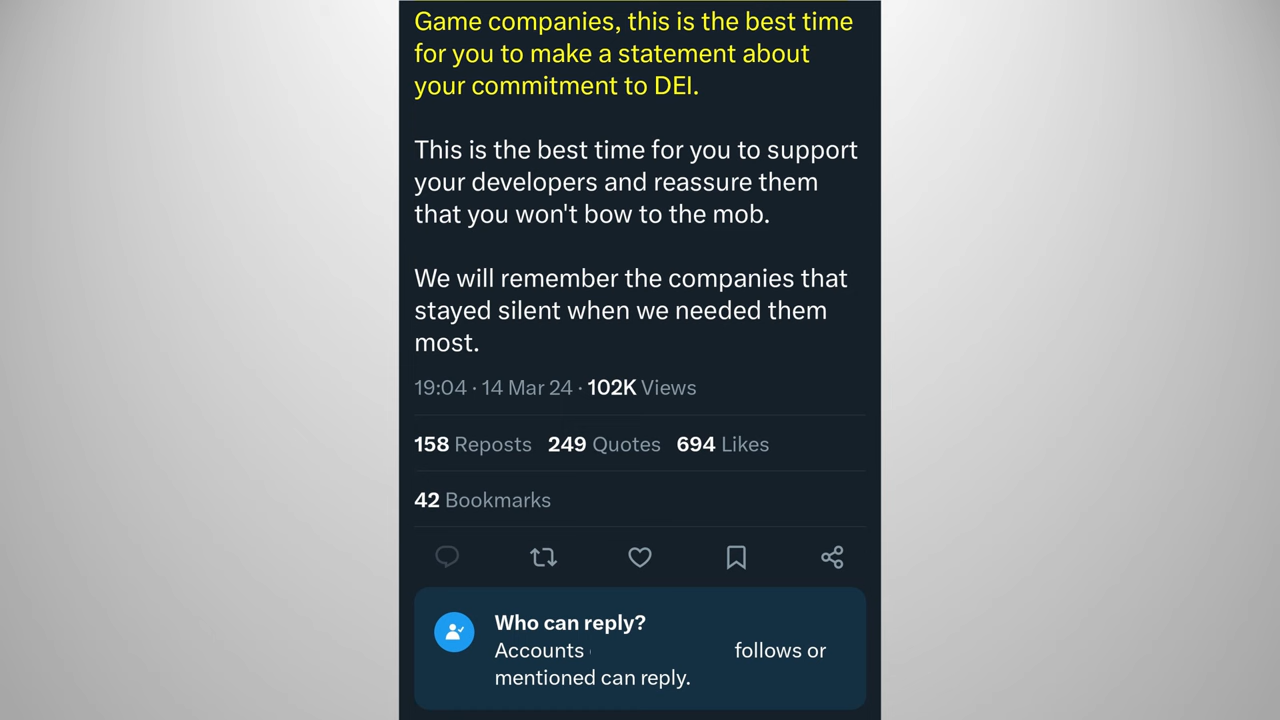 Game companies, this is the best time
for you to make a statement about
your commitment to DEI.
This is the best time for you to support
your developers and reassure them
that you won't bow to the mob.
We will remember the companies that
stayed silent when we needed them
most.
19:04 · 14 Mar 24 · 102K Views
158 Reposts 249 Quotes 694 Likes
42 Bookmarks
Who can reply?
Accounts follows or
mentioned can reply.